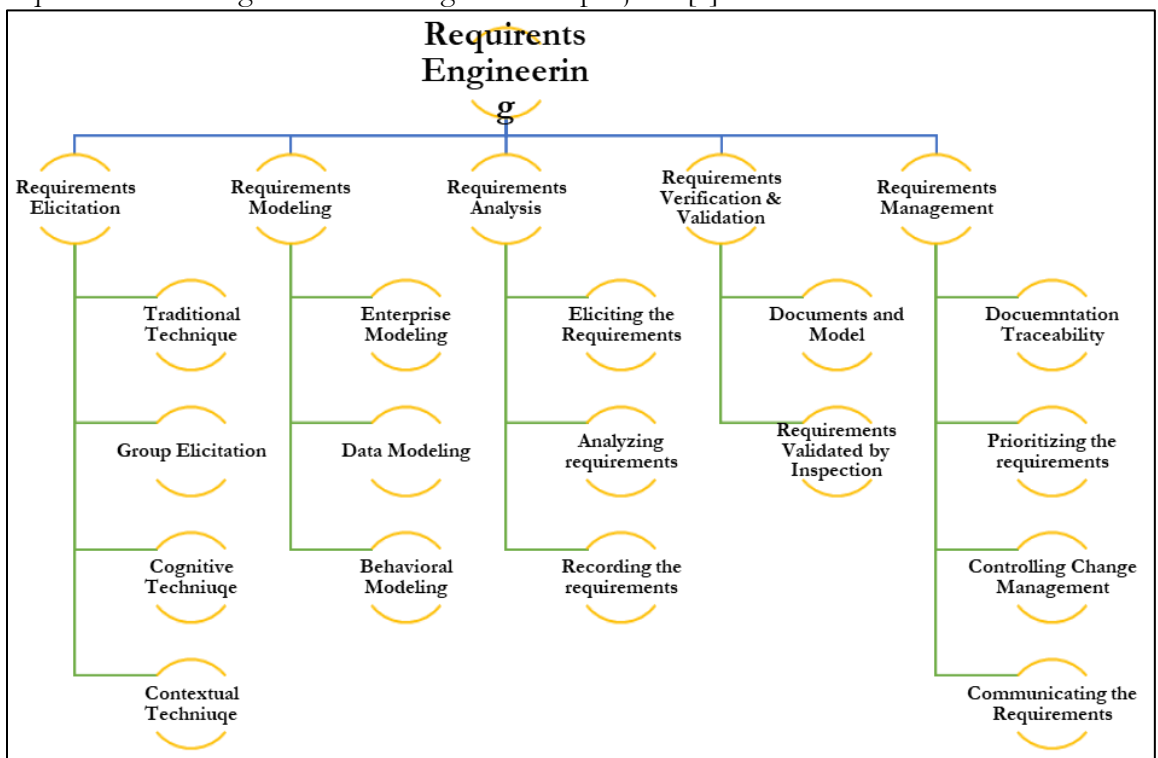 Requirents
Engineerin
g
Requirements
Elicitation
Requirements
Modeling
Requirements
Analysis
Requirements
Verification &
Validation
Requirements
Management
Traditional
Technique
Enterprise
Modeling
Eliciting the
Requirements
Documents and
Model
Docuemntation
Traceability
Group Elicitation
Data Modeling
Analyzing
requirements
Requirements
Validated by
Inspection
Prioritizing the
requirements
Cognitive
Techniuqe
Behavioral
Modeling
Recording the
requirements
Controlling Change
Management
Contextual
Techniuqe
Communicating the
Requirements